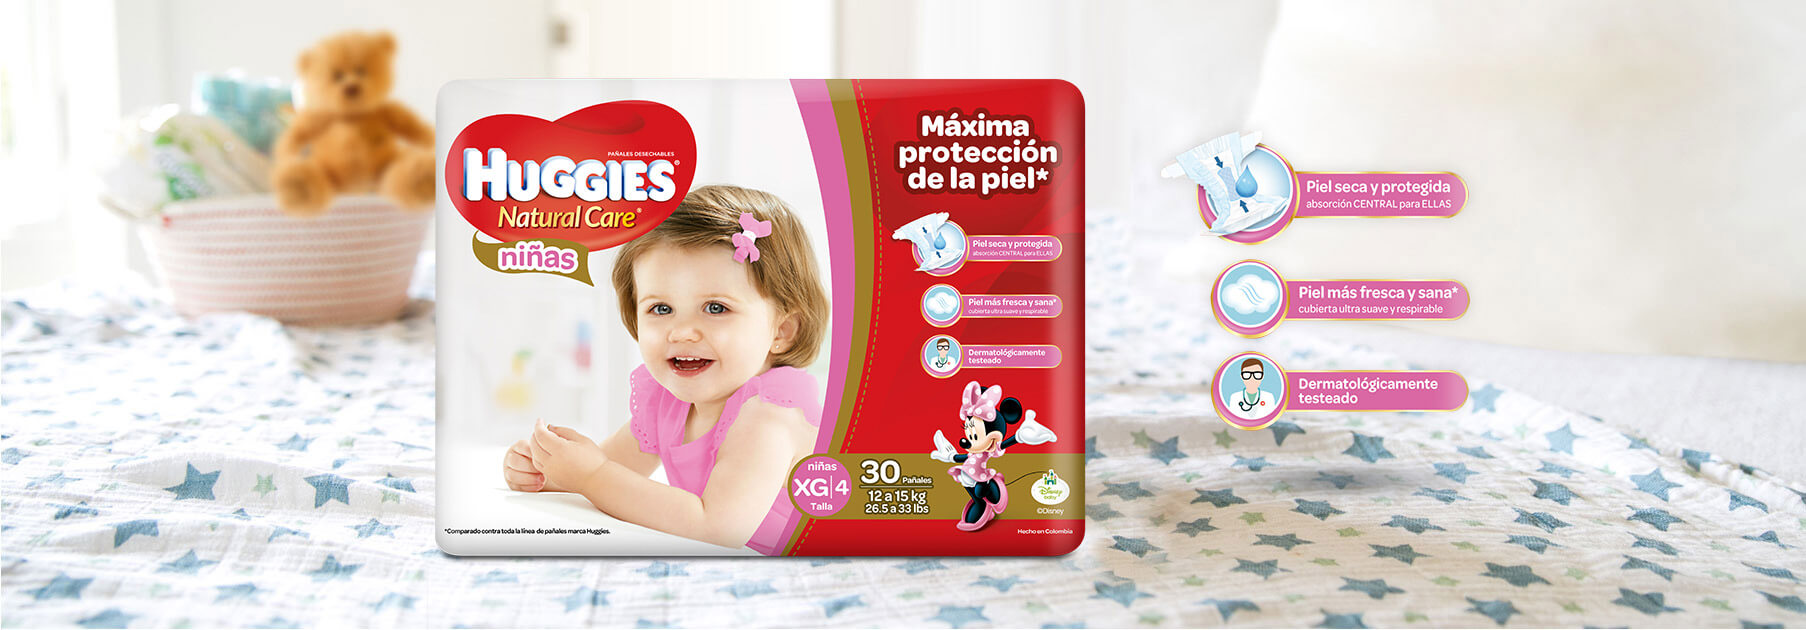 PAÑALES DESECHABLES
HUGGIES®
Natural Care®
niñas
Máxima
protección
de la piel*
Piel seca y protegida
absorción CENTRAL para ELLAS
Piel más fresca y sana*
cubierta ultra suave y respirable
Dermatológicamente
testeado
niñas
XG|4
Talla
30 Pañales
12 a 15 kg
26.5 a 33 lbs
Disney
baby
©Disney
*Comparado contra toda la línea de pañales marca Huggies.
Hecho en Colombia
Piel seca y protegida
absorción CENTRAL para ELLAS
Piel más fresca y sana*
cubierta ultra suave y respirable
Dermatológicamente
testeado